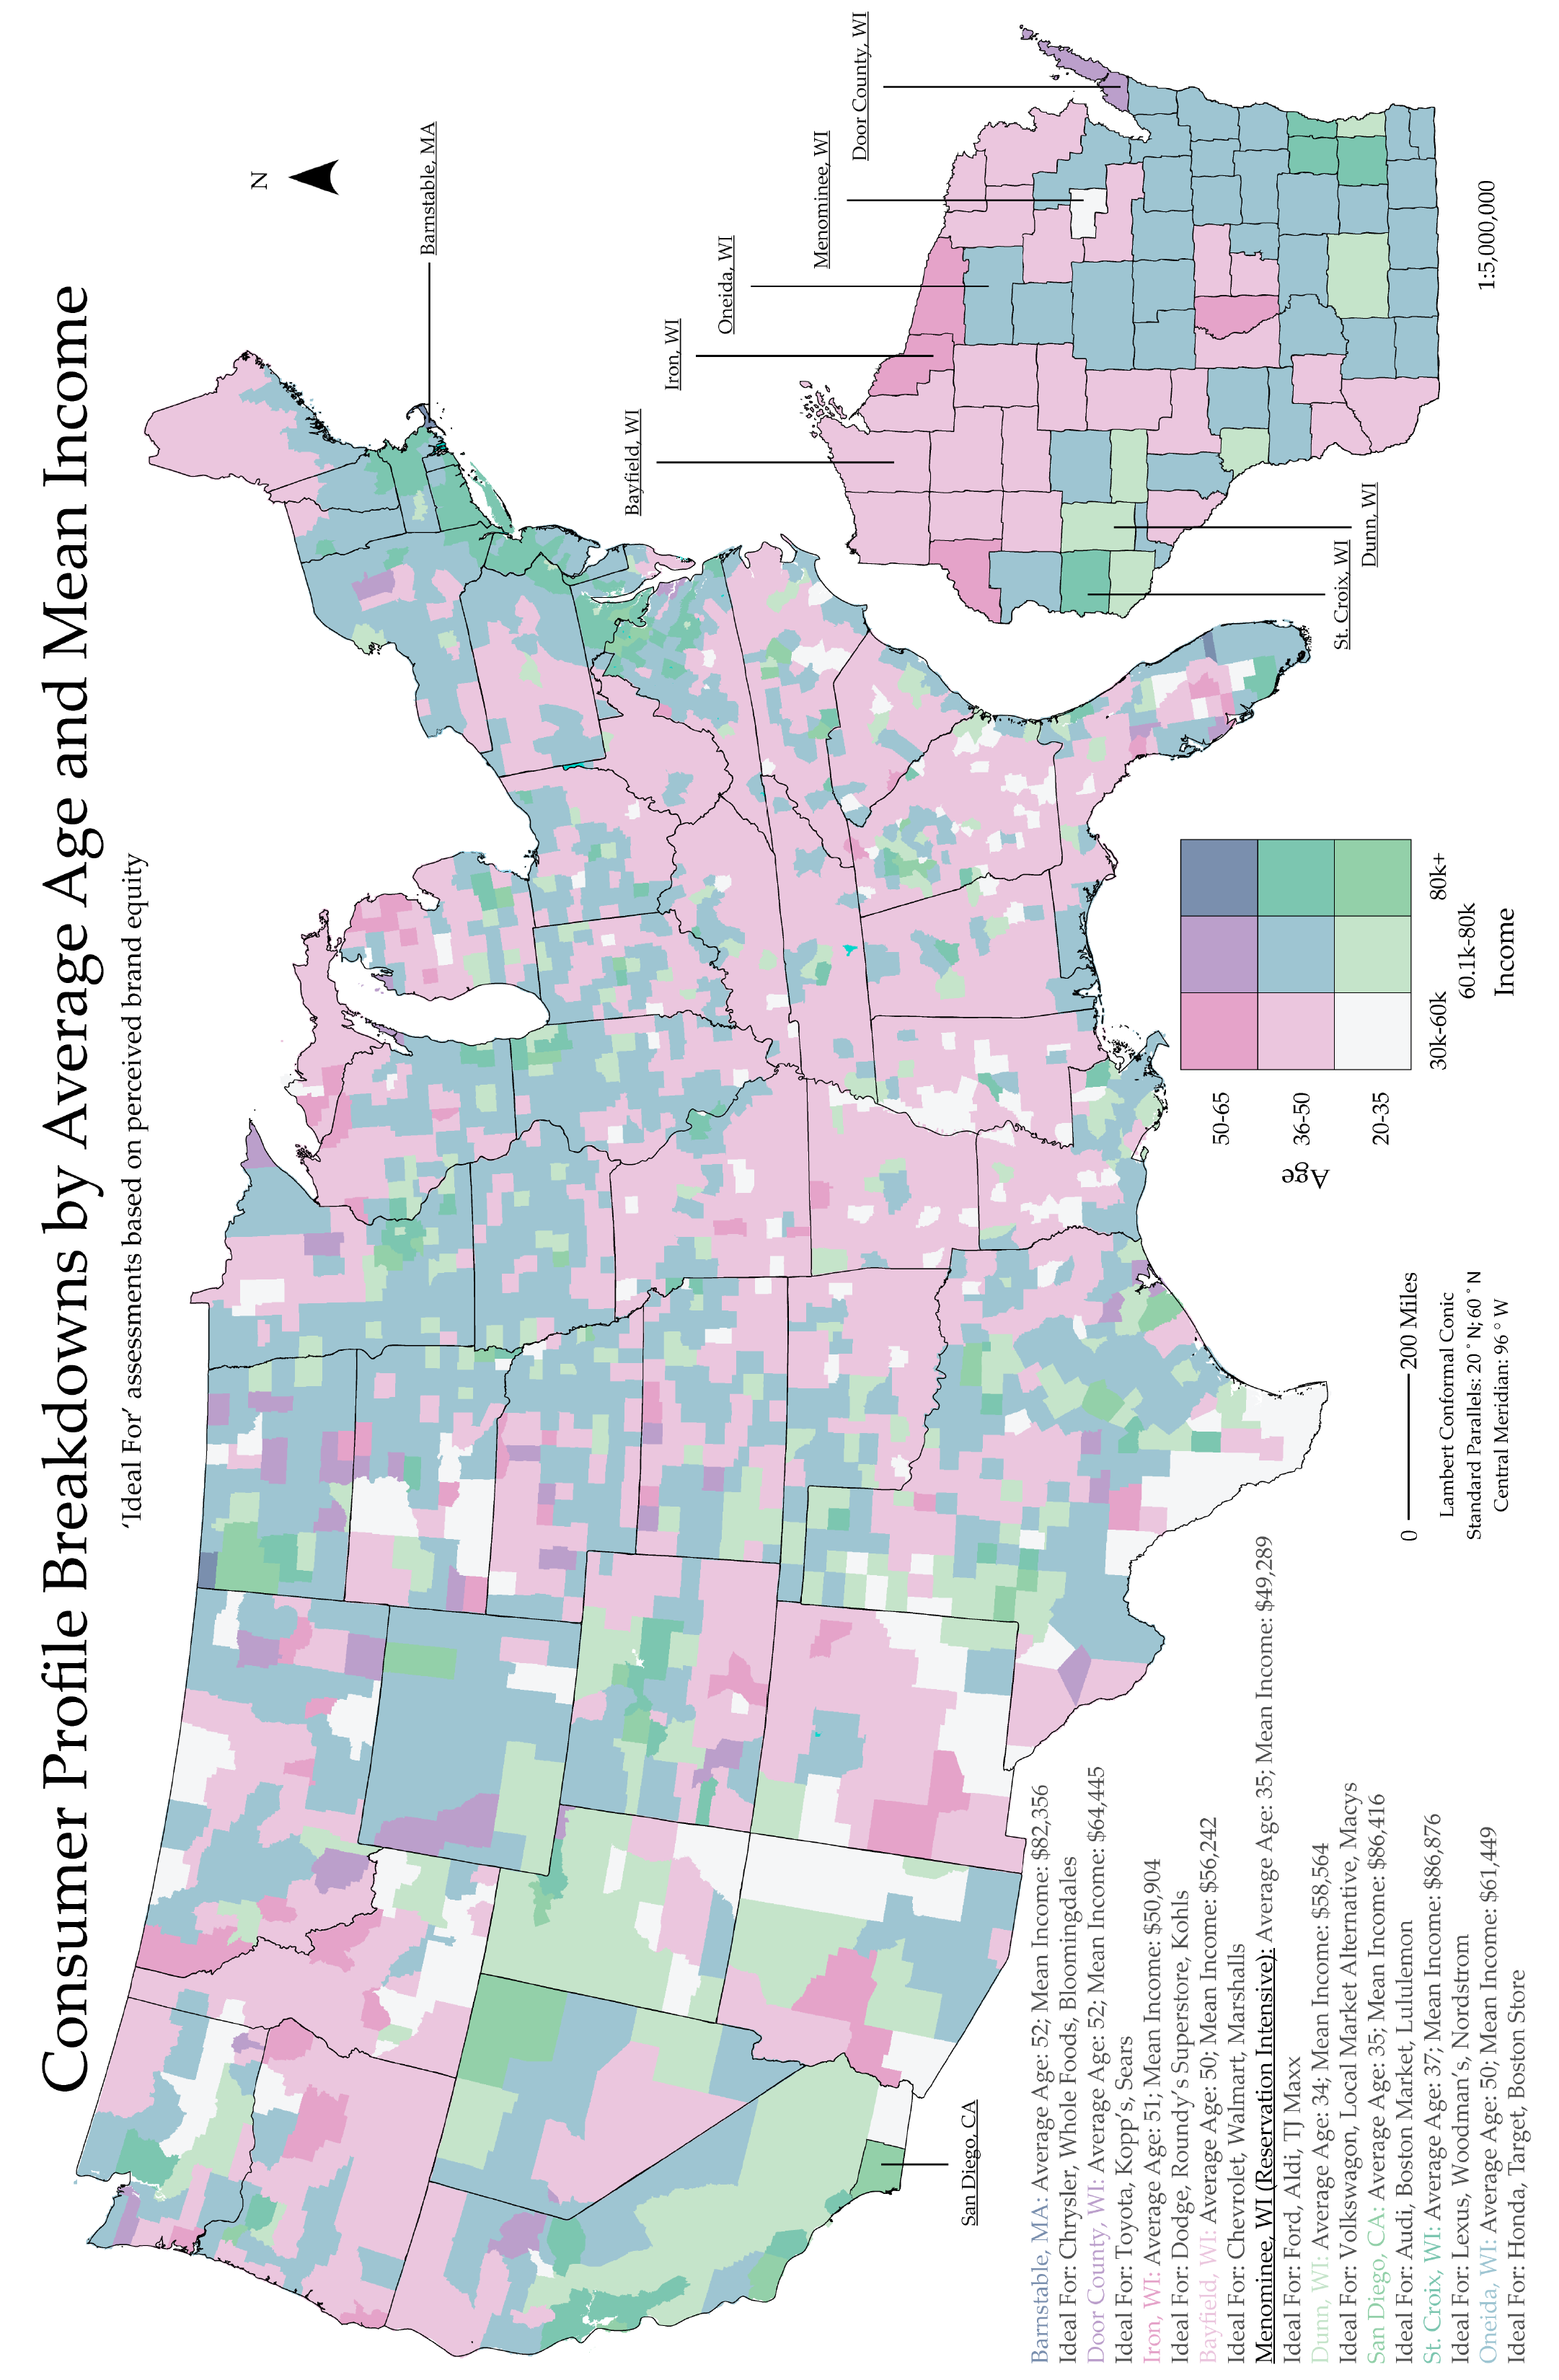 Consumer Profile Breakdowns by Average Age and Mean Income
'Ideal For' assessments based on perceived brand equity
N
Barnstable, MA
Door County, WI
Menominee, WI
Oneida, WI
Iron, WI
Bayfield, WI
St. Croix, WI
Dunn, WI
1:5,000,000
San Diego, CA
Barnstable, MA: Average Age: 52; Mean Income: $82,356
Ideal For: Chrysler, Whole Foods, Bloomingdales
Door County, WI: Average Age: 52; Mean Income: $64,445
Ideal For: Toyota, Kopp's, Sears
Iron, WI: Average Age: 51; Mean Income: $50,904
Ideal For: Dodge, Roundy's Superstore, Kohls
Bayfield, WI: Average Age: 50; Mean Income: $56,242
Ideal For: Chevrolet, Walmart, Marshalls
Menominee, WI (Reservation Intensive): Average Age: 35; Mean Income: $49,289
Ideal For: Ford, Aldi, TJ Maxx
Dunn, WI: Average Age: 34; Mean Income: $58,564
Ideal For: Volkswagon, Local Market Alternative, Macys
San Diego, CA: Average Age: 35; Mean Income: $86,416
Ideal For: Audi, Boston Market, Lululemon
St. Croix, WI: Average Age: 37; Mean Income: $86,876
Ideal For: Lexus, Woodman's, Nordstrom
Oneida, WI: Average Age: 50; Mean Income: $61,449
Ideal For: Honda, Target, Boston Store
0
200 Miles
Lambert Conformal Conic
Standard Parallels: 20 ° N; 60 ° N
Central Meridian: 96 ° W
Age
50-65
36-50
20-35
30k-60k
60.1k-80k
80k+
Income